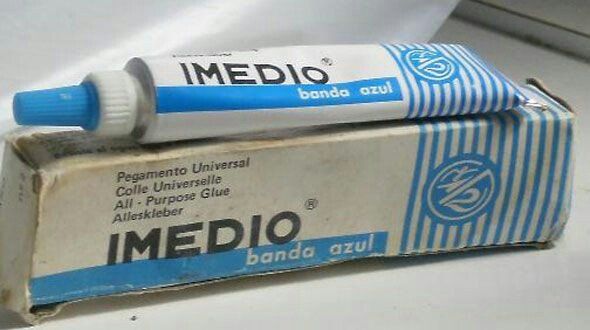 IMEDIO®
banda azul
Pegamento Universal
Colle Universelle
All - Purpose Glue
Alleskleber
IMEDIO®
banda azul